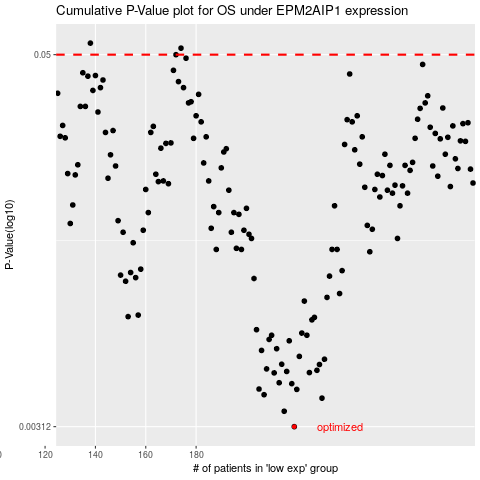 Cumulative P-Value plot for OS under EPM2AIP1 expression
0.05
P-Value(log10)
0.00312
optimized
0 120 140 160 180
# of patients in 'low exp' group